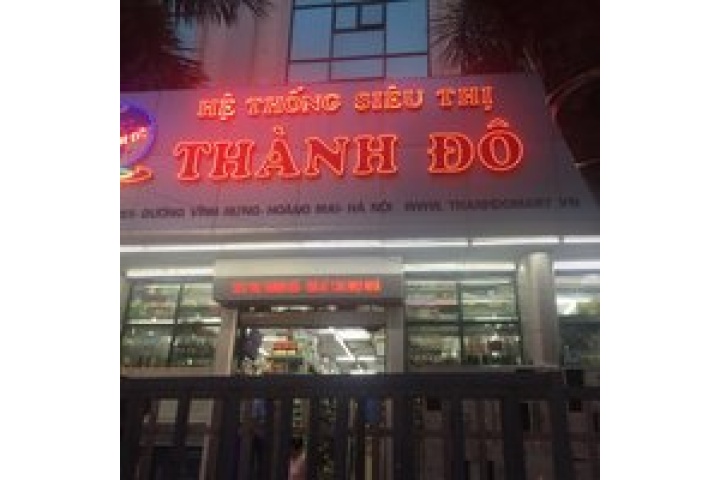 HỆ THỐNG SIÊU THỊ
THÀNH ĐÔ
ĐƯỜNG VĨNH HƯNG - HOÀNG MAI - HÀ NỘI WWW.THANHDOMART.VN